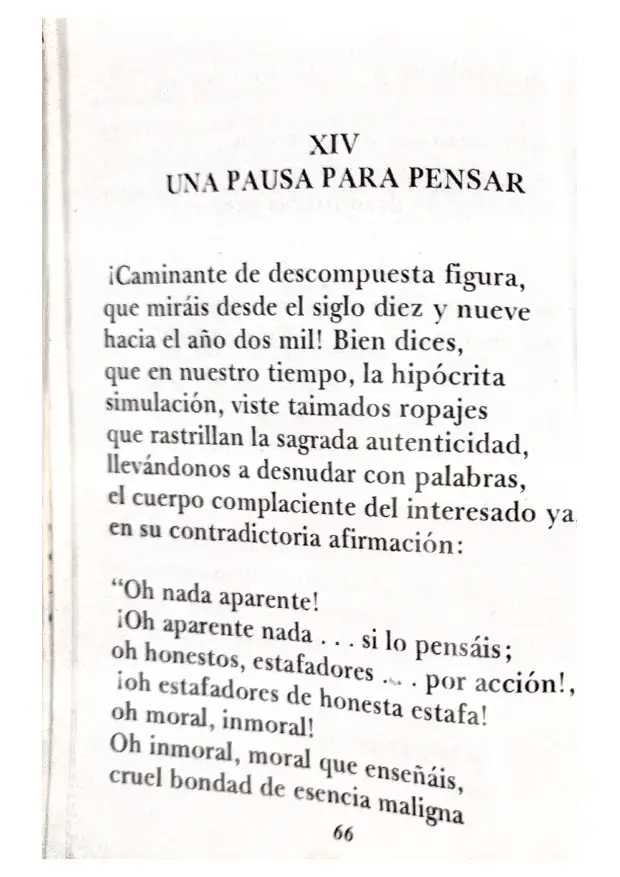 XIV
UNA PAUSA PARA PENSAR
¡Caminante de descompuesta figura,
que miráis desde el siglo diez y nueve
hacia el año dos mil! Bien dices,
que en nuestro tiempo, la hipócrita
simulación, viste taimados ropajes
que rastrillan la sagrada autenticidad,
llevándonos a desnudar con palabras,
el cuerpo complaciente del interesado ya
en su contradictoria afirmación:
“Oh nada aparente!
¡Oh aparente nada . . . si lo pensáis;
oh honestos, estafadores . . . por acción!,
¡oh estafadores de honesta estafa!
oh moral, inmoral!
Oh inmoral, moral que enseñáis,
cruel bondad de esencia maligna
66